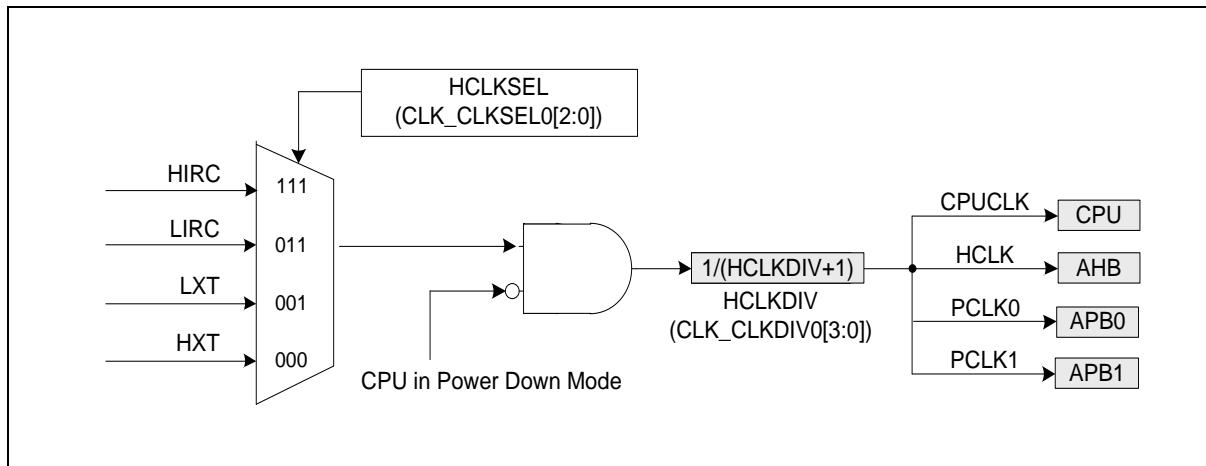 HCLKSEL
(CLK_CLKSEL0[2:0])
HIRC
111
LIRC
011
LXT
001
HXT
000
CPU in Power Down Mode
1/(HCLKDIV+1)
HCLKDIV
(CLK_CLKDIV0[3:0])
CPUCLK
CPU
HCLK
AHB
PCLK0
APB0
PCLK1
APB1